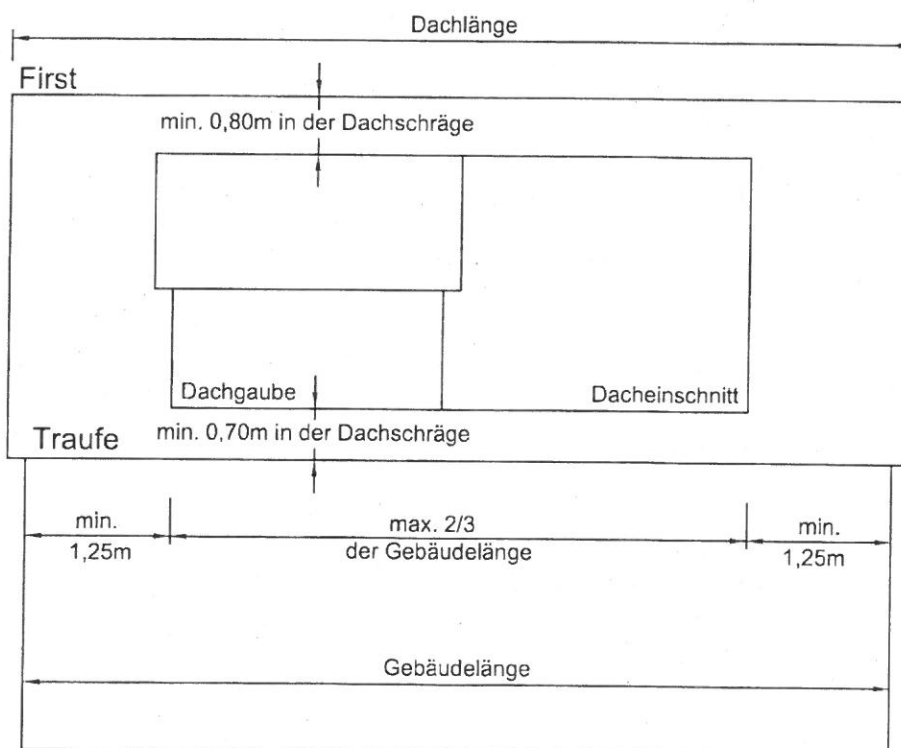 Dachlänge
First
min. 0,80m in der Dachschräge
Dachgaube
Dacheinschnitt
Traufe
min. 0,70m in der Dachschräge
min.
1,25m
max. 2/3
der Gebäudelänge
min.
1,25m
Gebäudelänge